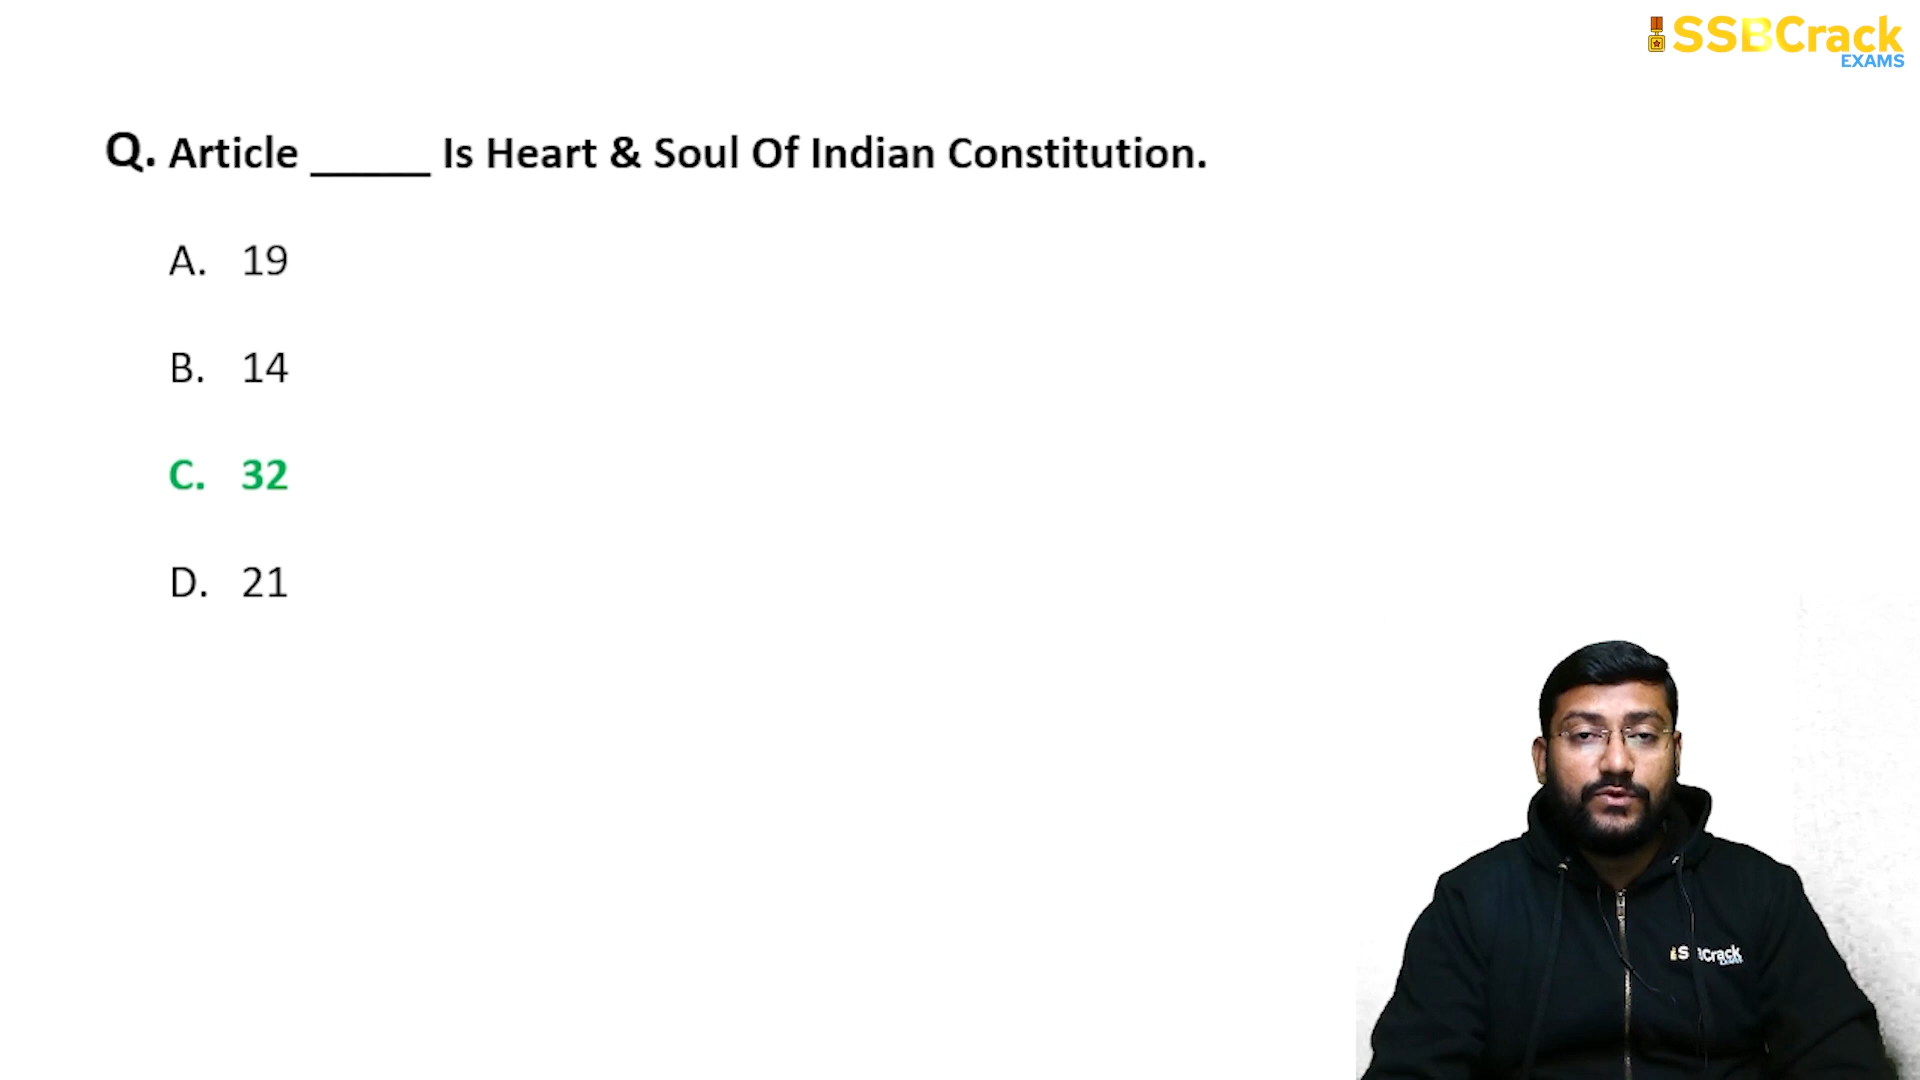 SSBCrack
EXAMS
Q. Article _____ Is Heart & Soul Of Indian Constitution.
A. 19
B. 14
C. 32
D. 21